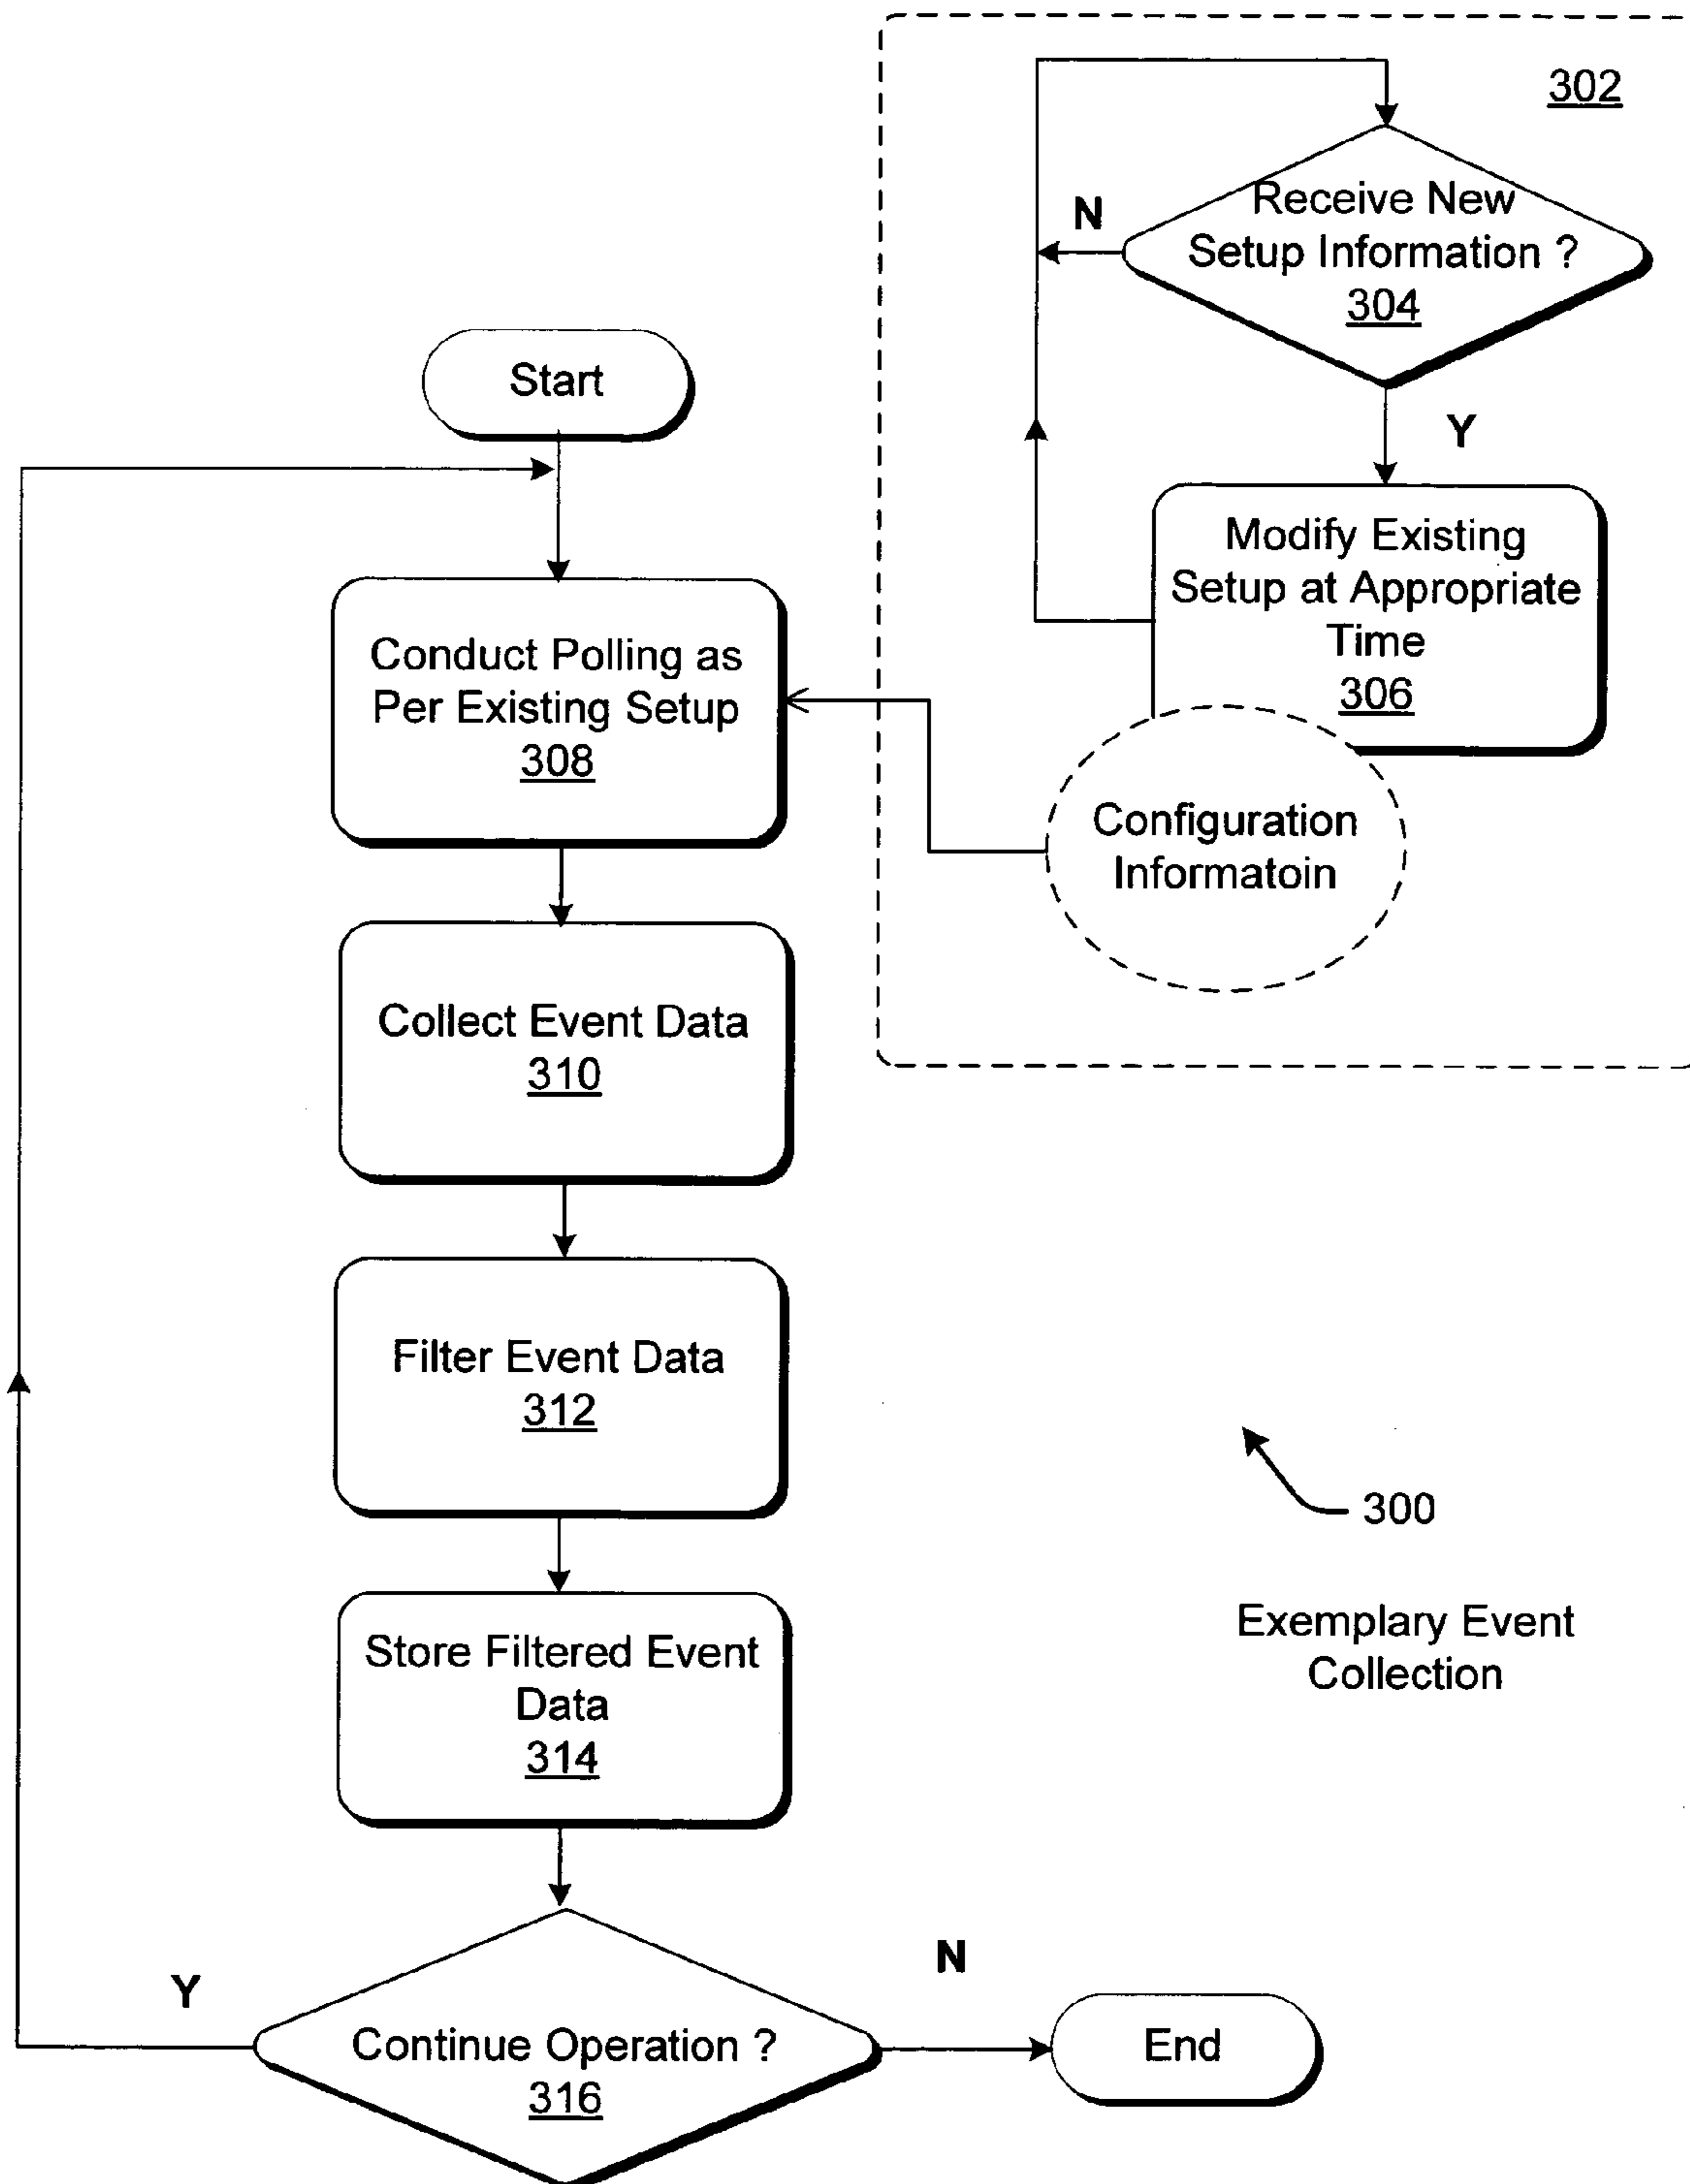 302
Receive New
Setup Information ?
304
N
Y
Modify Existing
Setup at Appropriate
Time
306
Configuration
Informatoin
Start
Conduct Polling as
Per Existing Setup
308
Collect Event Data
310
Filter Event Data
312
Store Filtered Event
Data
314
Continue Operation ?
316
Y
N
End
300
Exemplary Event
Collection